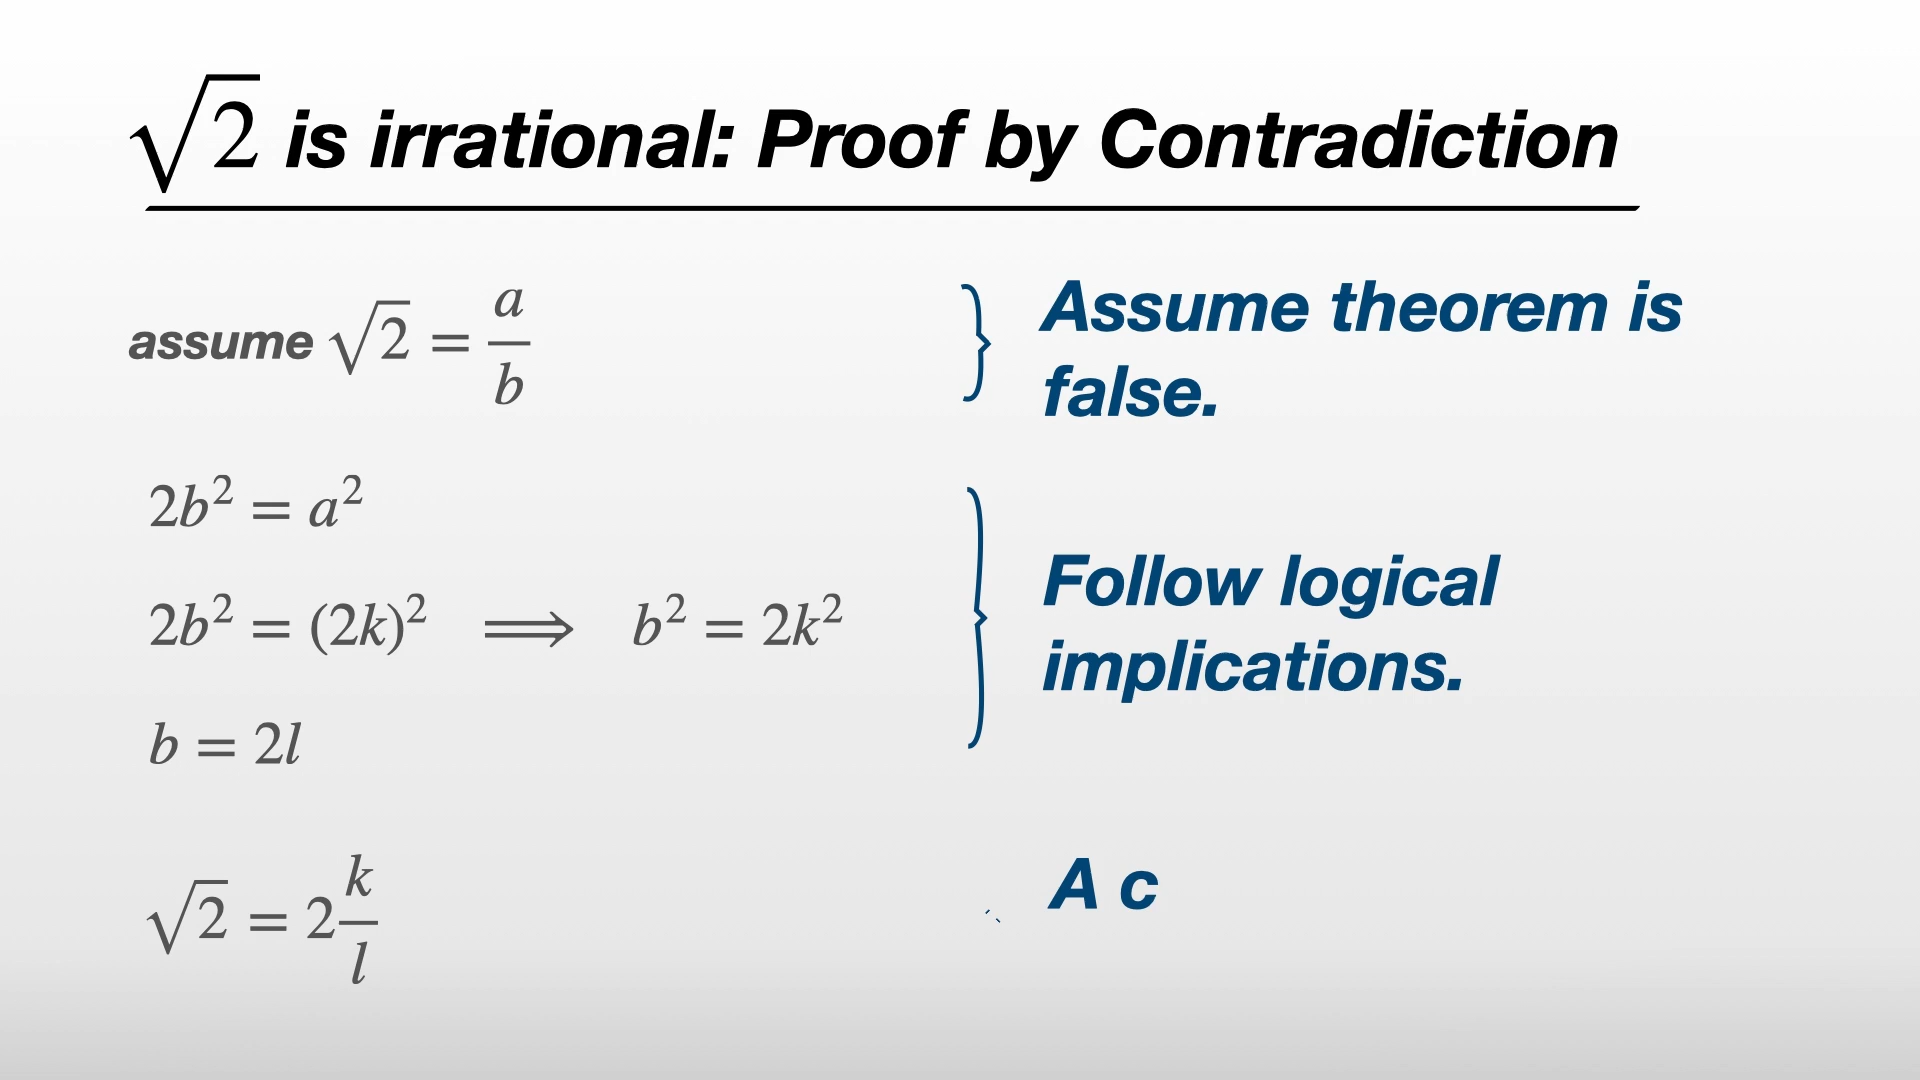 √2 is irrational: Proof by Contradiction
assume √2 = a/b
Assume theorem is
false.
2b² = a²
2b² = (2k)² ⟹ b² = 2k²
b = 2l
Follow logical
implications.
√2 = 2 k/l
A c